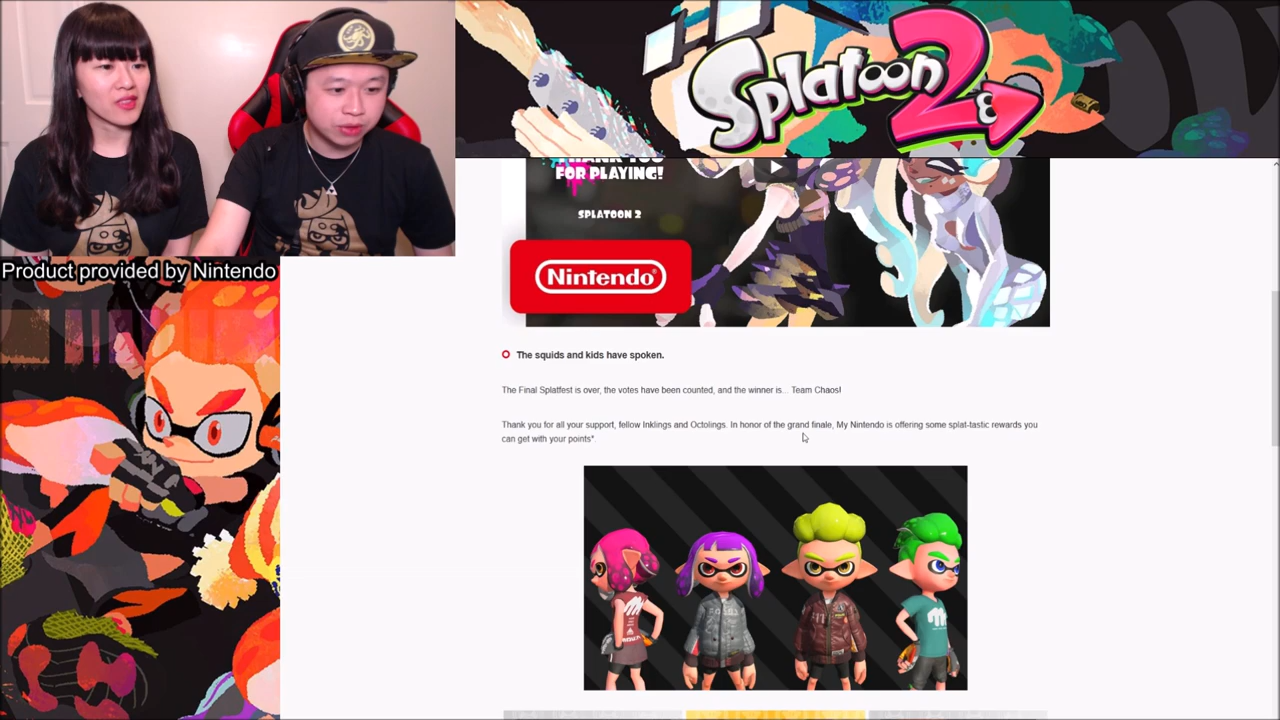 Splatoon 2
THANK YOU
FOR PLAYING!
SPLATOON 2
Nintendo®
Product provided by Nintendo
The squids and kids have spoken.
The Final Splatfest is over, the votes have been counted, and the winner is... Team Chaos!
Thank you for all your support, fellow Inklings and Octolings. In honor of the grand finale, My Nintendo is offering some splat-tastic rewards you
can get with your points*